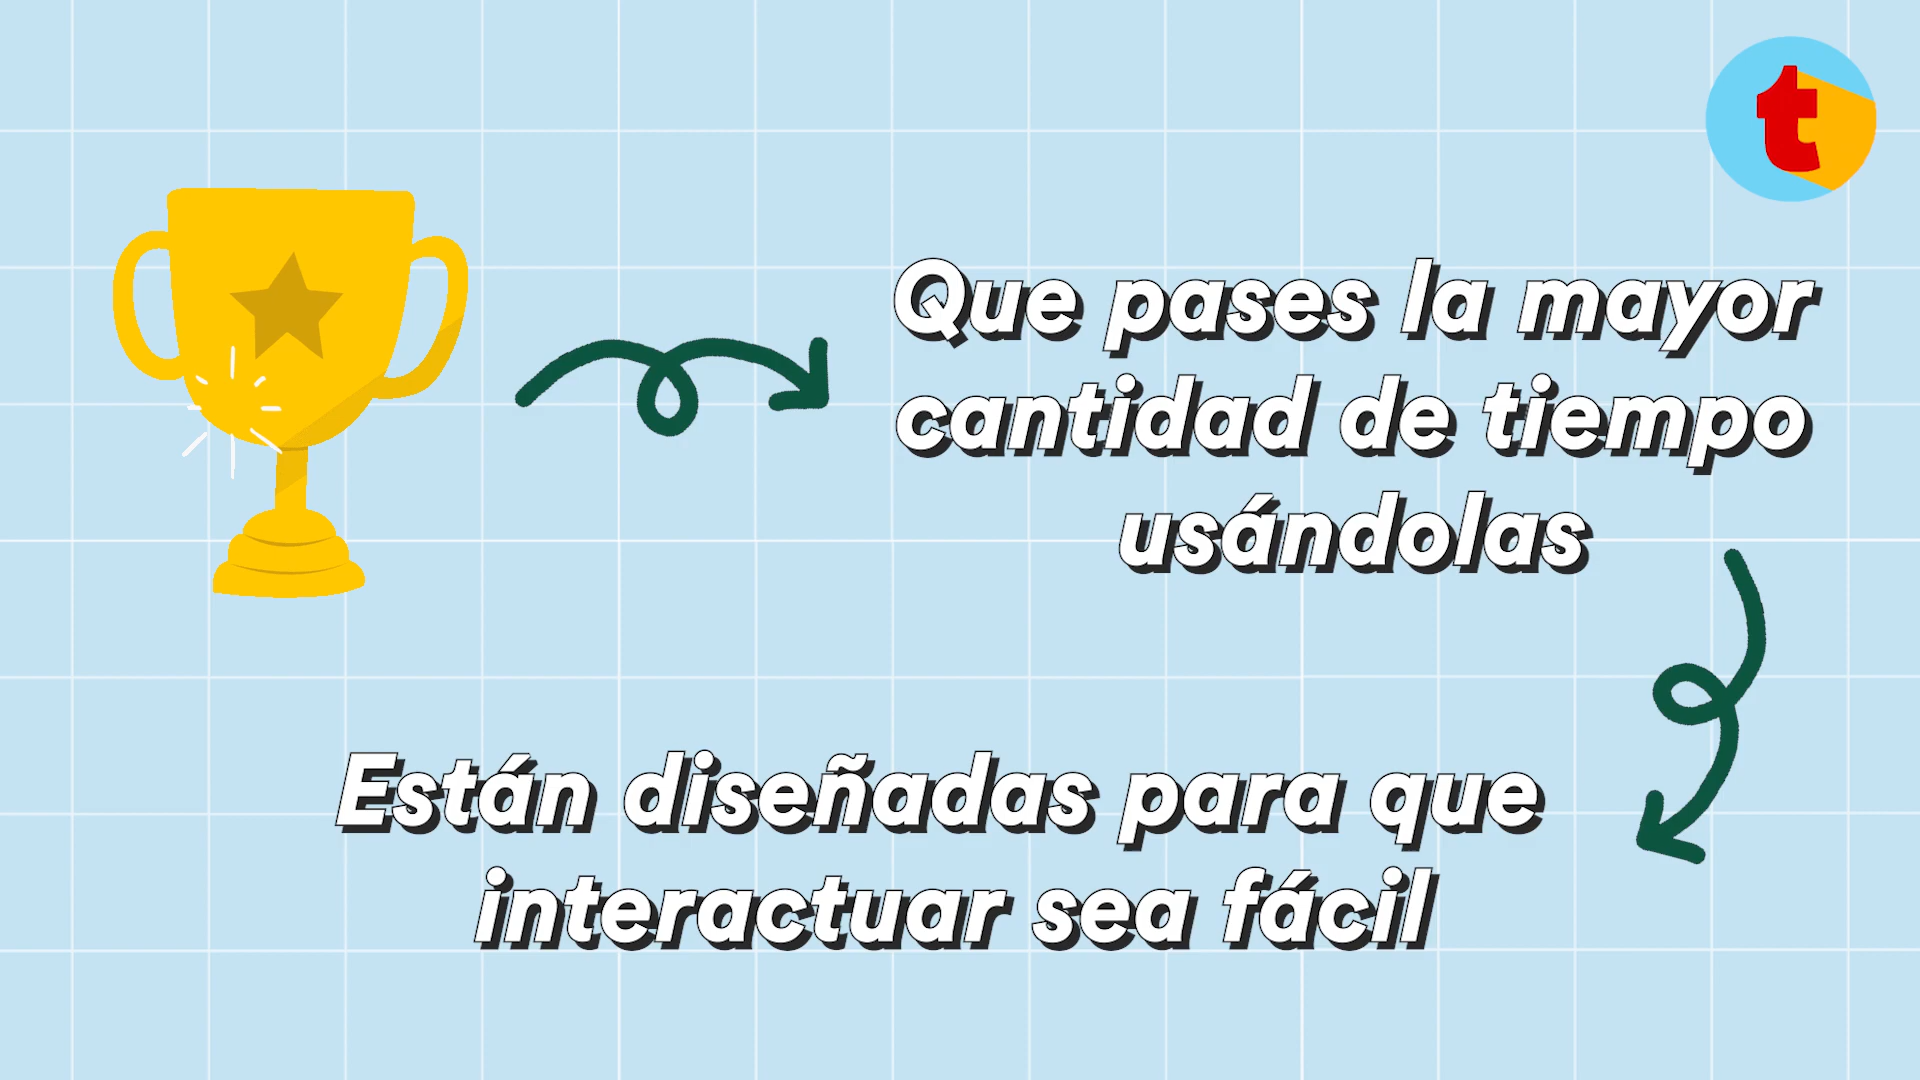 t
Que pases la mayor
cantidad de tiempo
usándolas
Están diseñadas para que
interactuar sea fácil